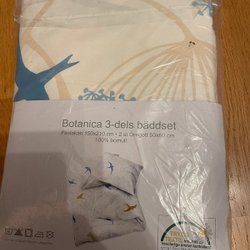 Botanica 3-dels bäddset
Påslakan 150x210 cm • 2 st Örngott 50x60 cm
100% bomull